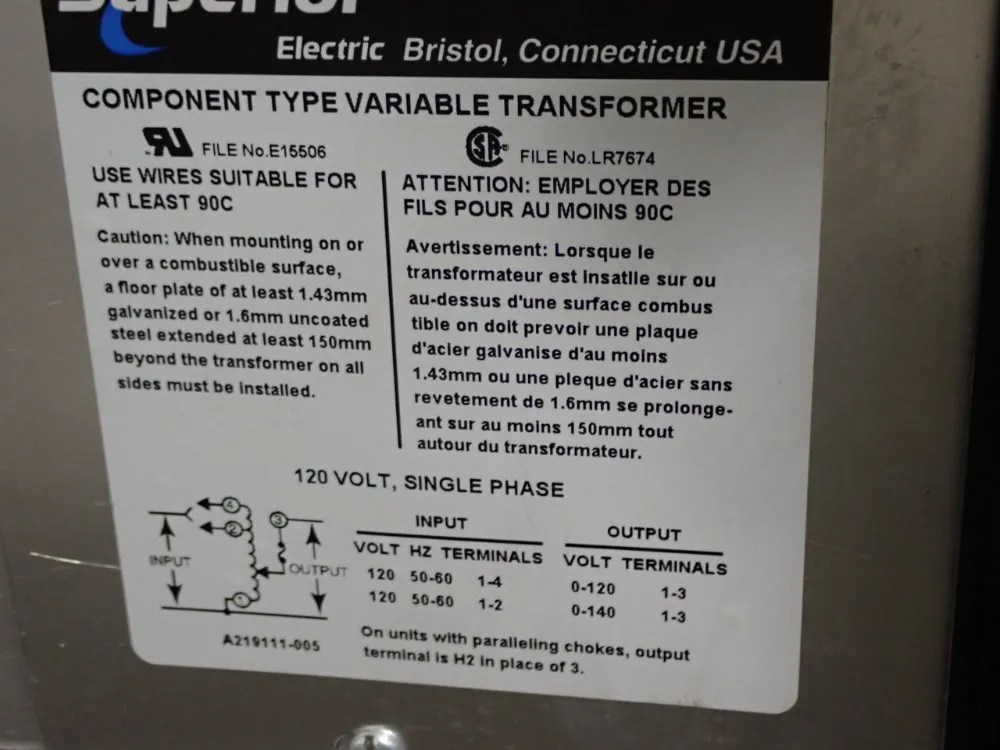 Superior
Electric Bristol, Connecticut USA
COMPONENT TYPE VARIABLE TRANSFORMER
RU FILE No.E15506
USE WIRES SUITABLE FOR
AT LEAST 90C
Caution: When mounting on or
over a combustible surface,
a floor plate of at least 1.43mm
galvanized or 1.6mm uncoated
steel extended at least 150mm
beyond the transformer on all
sides must be installed.
SA FILE No.LR7674
ATTENTION: EMPLOYER DES
FILS POUR AU MOINS 90C
Avertissement: Lorsque le
transformateur est Insatlle sur ou
au-dessus d'une surface combus
tible on doit prevoir une plaque
d'acier galvanise d'au moins
1.43mm ou une pleque d'acier sans
revetement de 1.6mm se prolonge-
ant sur au moins 150mm tout
autour du transformateur.
120 VOLT, SINGLE PHASE
4
2
3
INPUT
OUTPUT
1
A219111-005
INPUT OUTPUT
VOLT HZ TERMINALS VOLT TERMINALS
120 50-60 1-4 0-120 1-3
120 50-60 1-2 0-140 1-3
On units with paralleling chokes, output
terminal is H2 in place of 3.